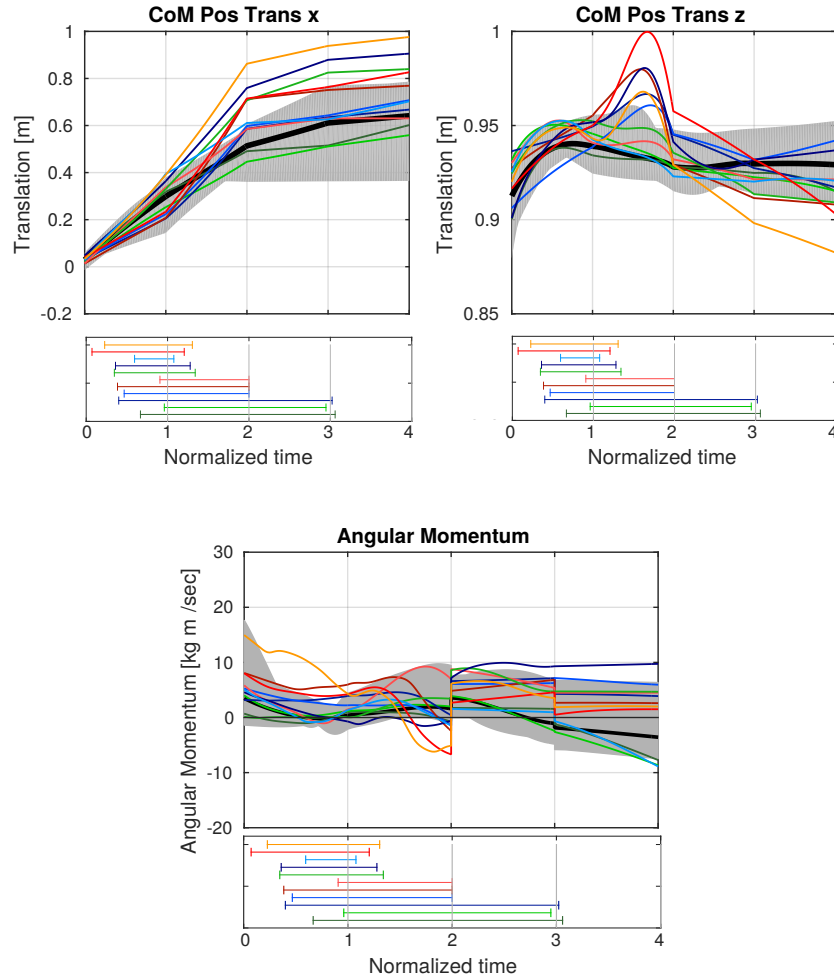 CoM Pos Trans x
CoM Pos Trans z
Translation [m]
1
0.8
0.6
0.4
0.2
0
-0.2
Translation [m]
1
0.95
0.9
0.85
0 1 2 3 4
Normalized time
0 1 2 3 4
Normalized time
Angular Momentum
Angular Momentum [kg m /sec]
30
20
10
0
-10
-20
0 1 2 3 4
Normalized time